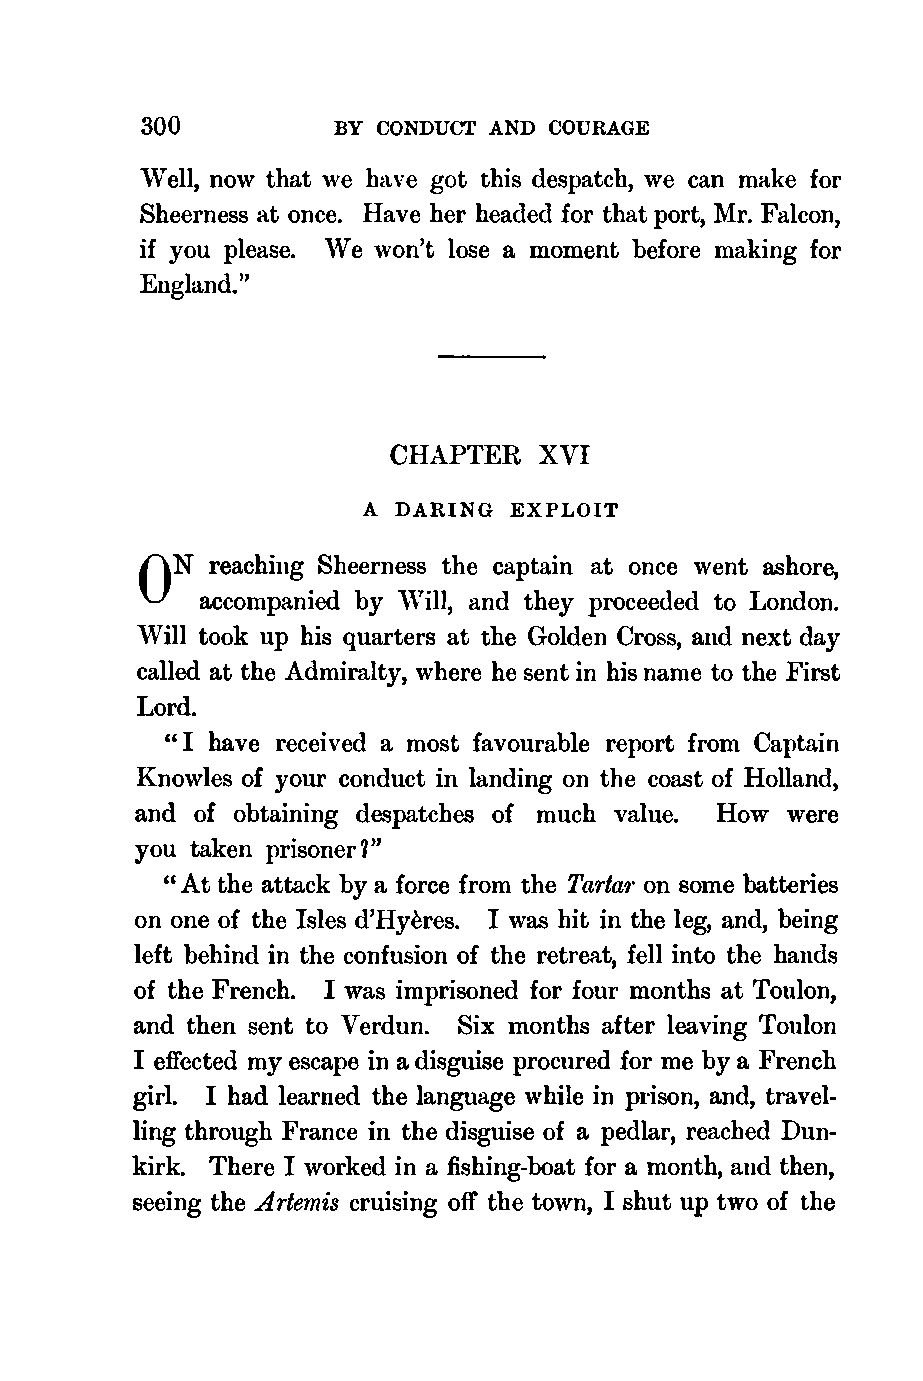 300 BY CONDUCT AND COURAGE
Well, now that we have got this despatch, we can make for
Sheerness at once. Have her headed for that port, Mr. Falcon,
if you please. We won't lose a moment before making for
England."
CHAPTER XVI
A DARING EXPLOIT
ON reaching Sheerness the captain at once went ashore,
accompanied by Will, and they proceeded to London.
Will took up his quarters at the Golden Cross, and next day
called at the Admiralty, where he sent in his name to the First
Lord.
"I have received a most favourable report from Captain
Knowles of your conduct in landing on the coast of Holland,
and of obtaining despatches of much value. How were
you taken prisoner?"
"At the attack by a force from the Tartar on some batteries
on one of the Isles d'Hyères. I was hit in the leg, and, being
left behind in the confusion of the retreat, fell into the hands
of the French. I was imprisoned for four months at Toulon,
and then sent to Verdun. Six months after leaving Toulon
I effected my escape in a disguise procured for me by a French
girl. I had learned the language while in prison, and, travel-
ling through France in the disguise of a pedlar, reached Dun-
kirk. There I worked in a fishing-boat for a month, and then,
seeing the Artemis cruising off the town, I shut up two of the